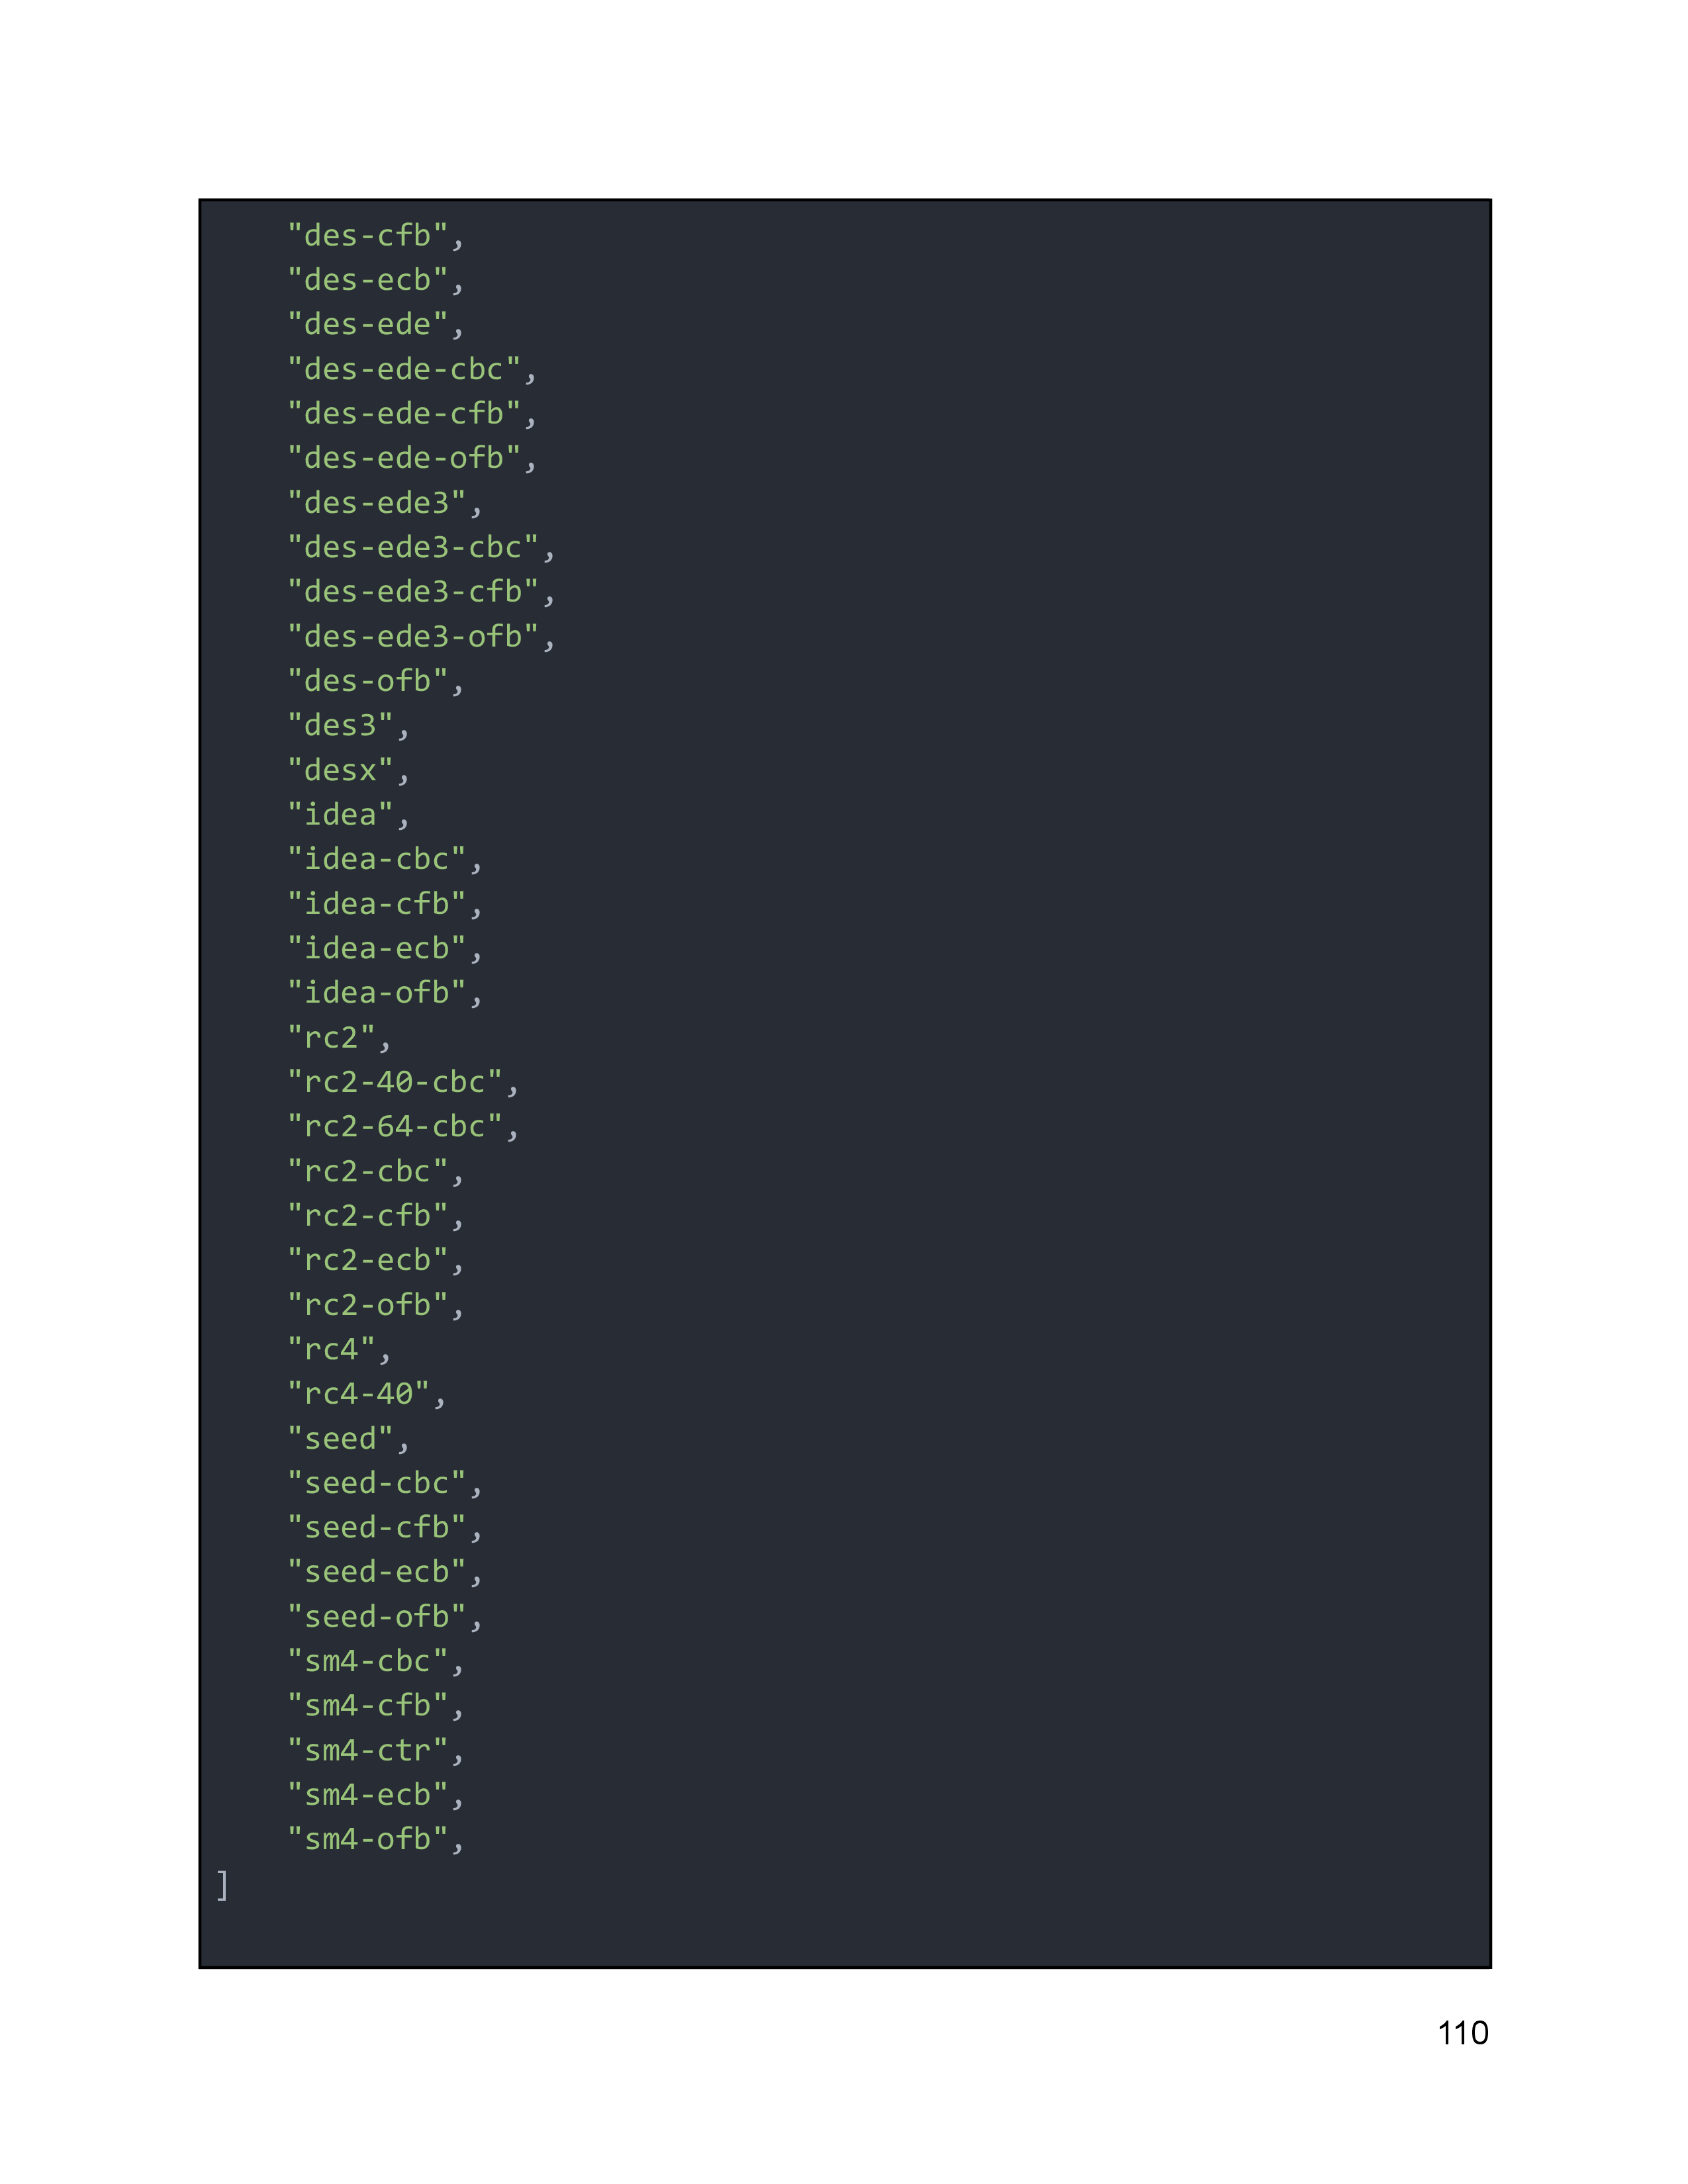 "des-cfb",
"des-ecb",
"des-ede",
"des-ede-cbc",
"des-ede-cfb",
"des-ede-ofb",
"des-ede3",
"des-ede3-cbc",
"des-ede3-cfb",
"des-ede3-ofb",
"des-ofb",
"des3",
"desx",
"idea",
"idea-cbc",
"idea-cfb",
"idea-ecb",
"idea-ofb",
"rc2",
"rc2-40-cbc",
"rc2-64-cbc",
"rc2-cbc",
"rc2-cfb",
"rc2-ecb",
"rc2-ofb",
"rc4",
"rc4-40",
"seed",
"seed-cbc",
"seed-cfb",
"seed-ecb",
"seed-ofb",
"sm4-cbc",
"sm4-cfb",
"sm4-ctr",
"sm4-ecb",
"sm4-ofb",
]
110